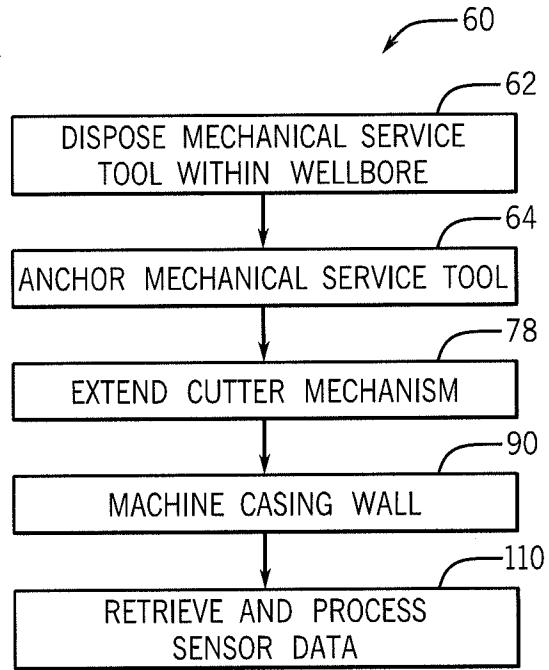 60
62
DISPOSE MECHANICAL SERVICE
TOOL WITHIN WELLBORE
64
ANCHOR MECHANICAL SERVICE TOOL
78
EXTEND CUTTER MECHANISM
90
MACHINE CASING WALL
110
RETRIEVE AND PROCESS
SENSOR DATA